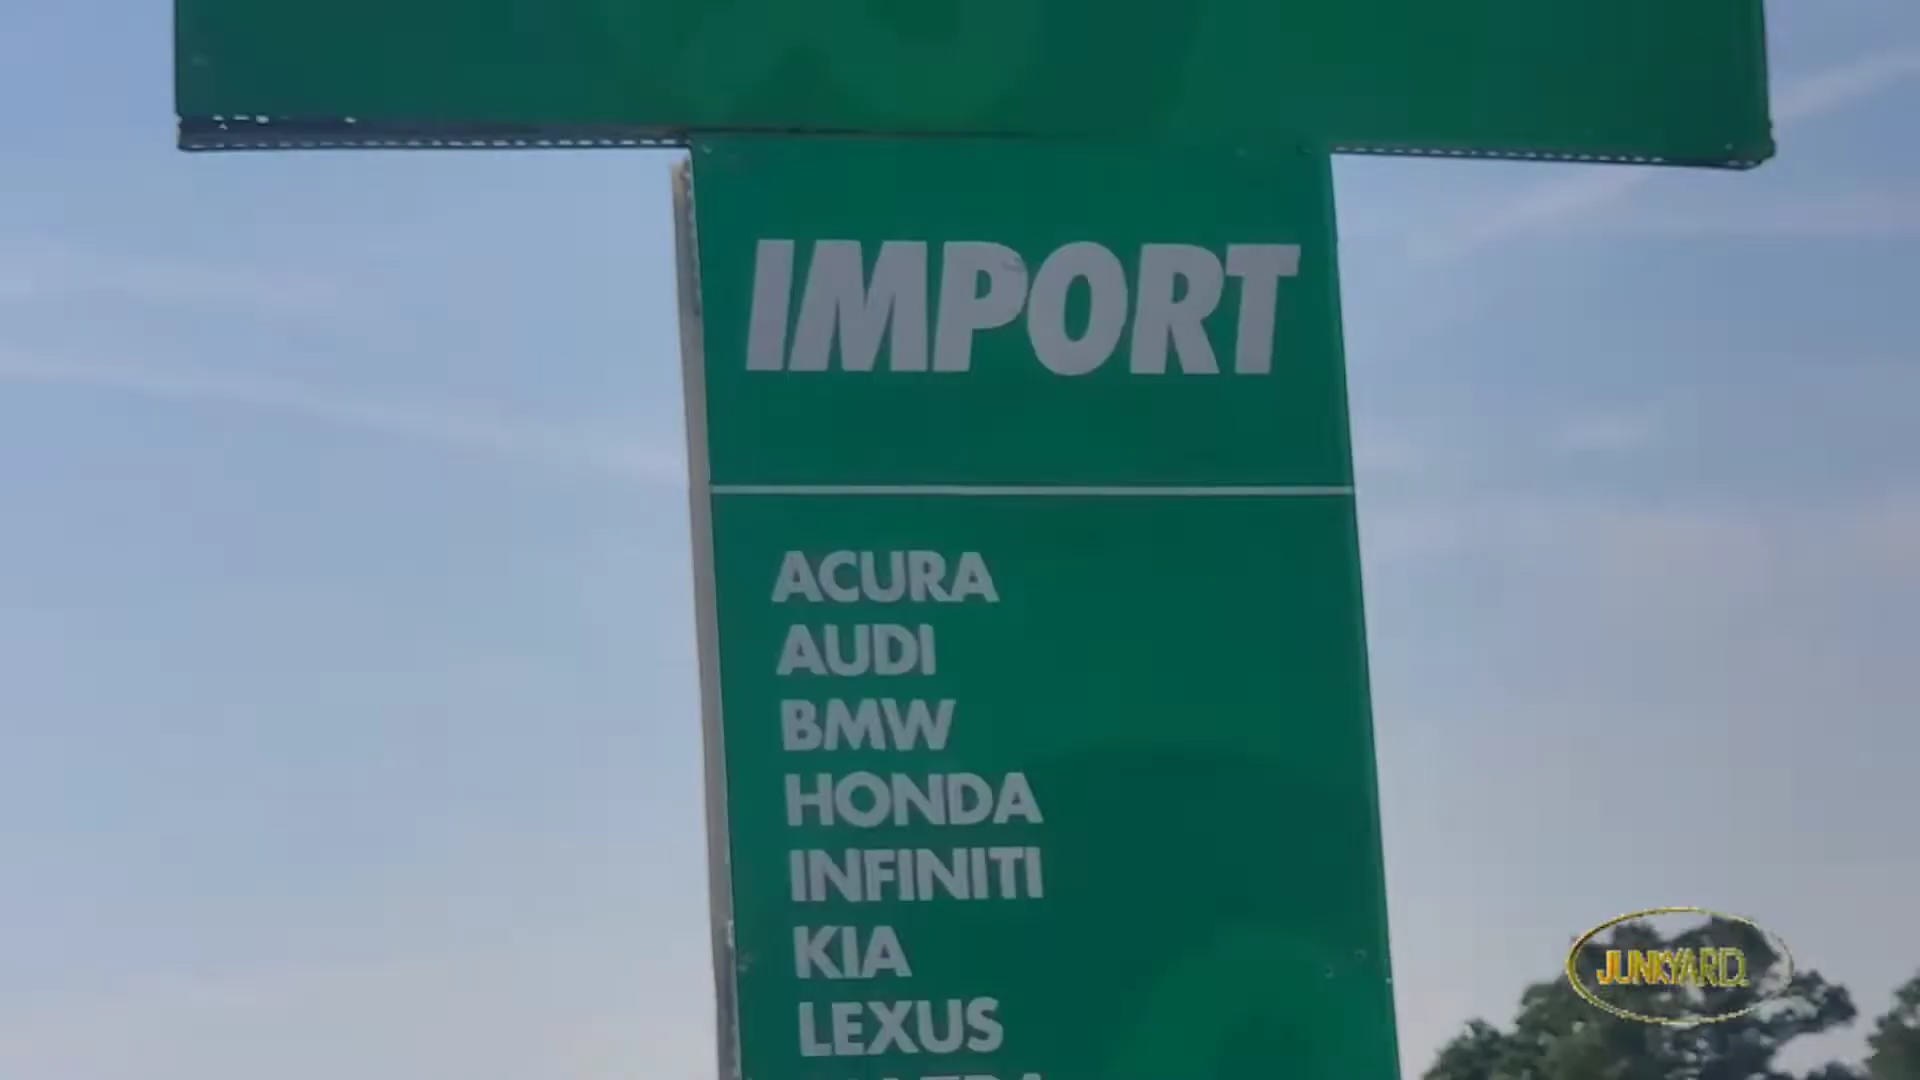 IMPORT
ACURA
AUDI
BMW
HONDA
INFINITI
KIA
LEXUS
JUNKYARD.